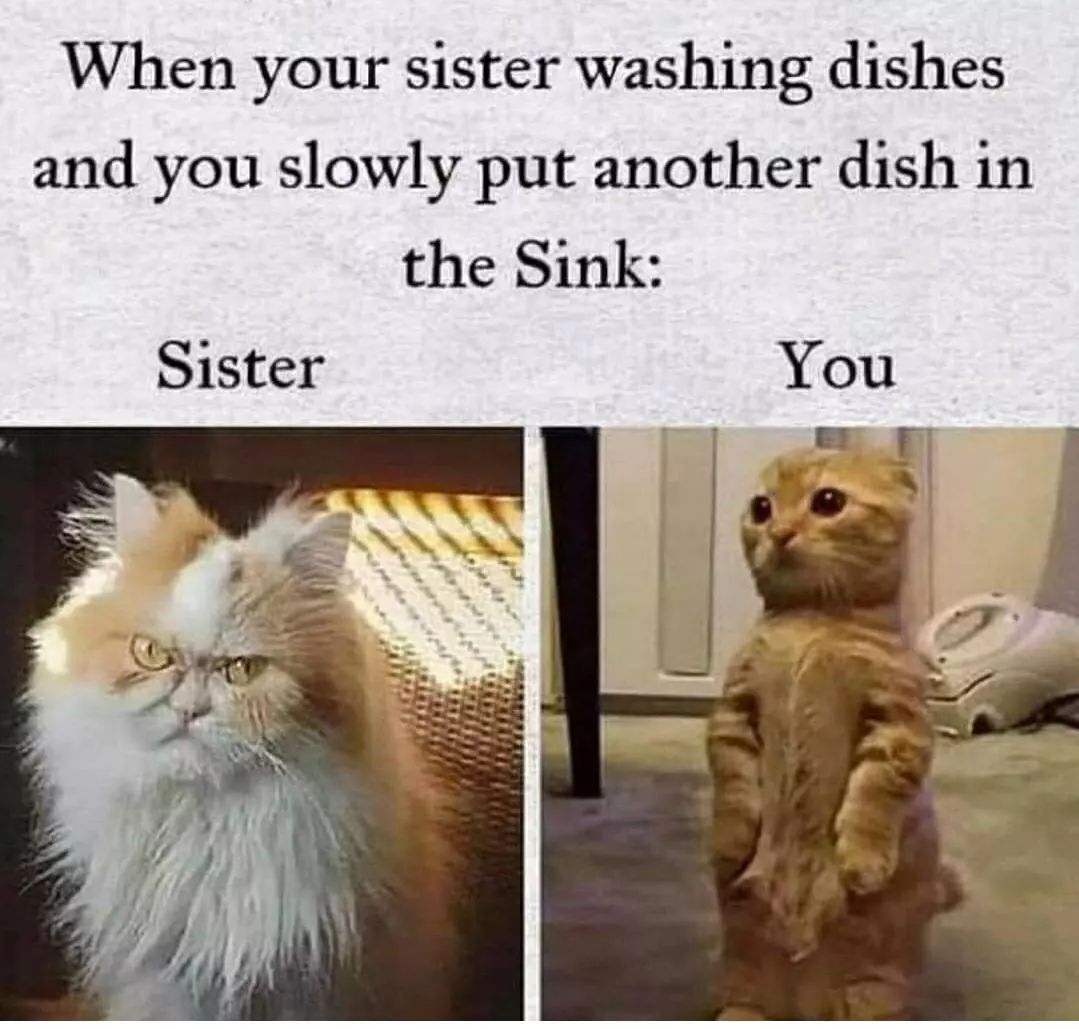 When your sister washing dishes
and you slowly put another dish in
the Sink:
Sister
You